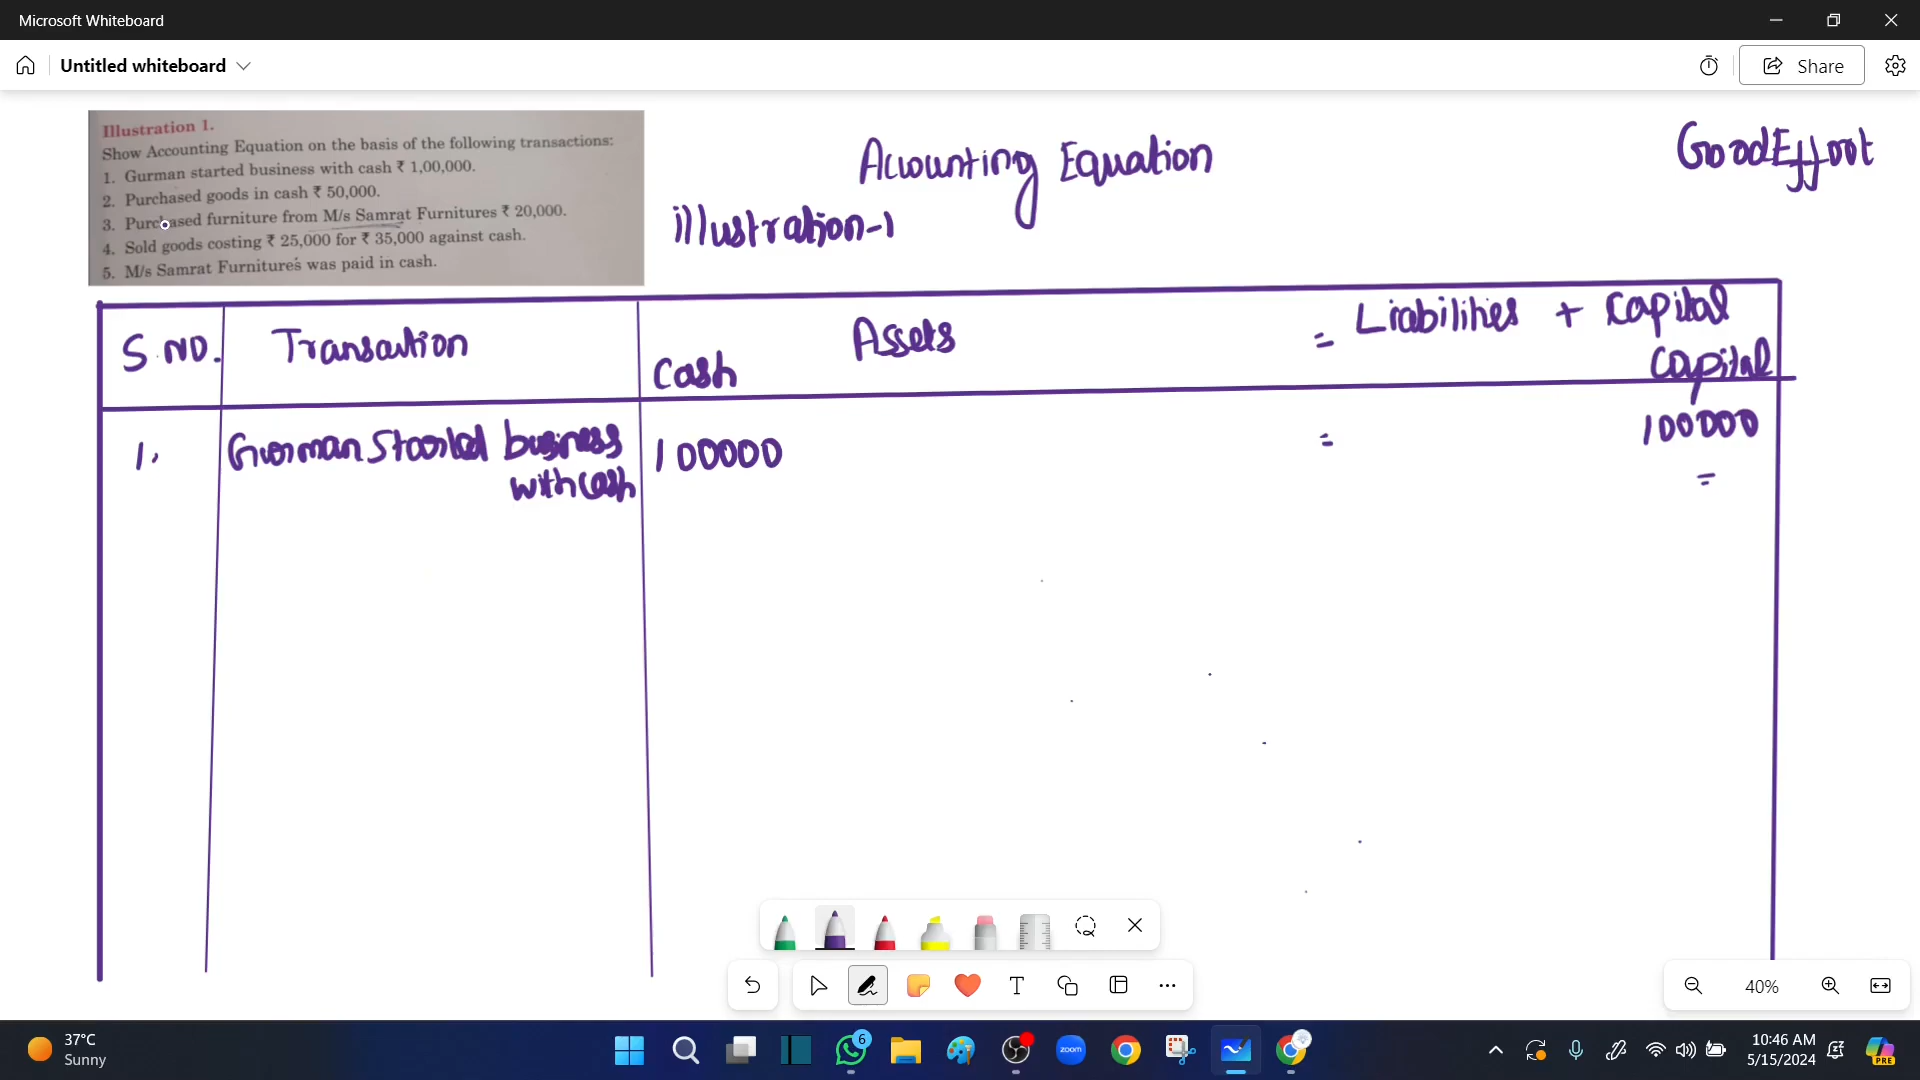 Microsoft Whiteboard
Untitled whiteboard
Share
Illustration 1.
Show Accounting Equation on the basis of the following transactions:
1. Gurman started business with cash ₹ 1,00,000.
2. Purchased goods in cash ₹ 50,000.
3. Purchased furniture from M/s Samrat Furnitures ₹ 20,000.
4. Sold goods costing ₹ 25,000 for ₹ 35,000 against cash.
5. M/s Samrat Furnitures was paid in cash.
Accounting Equation
GoodEffort
illustration-1
S.NO. Transaction Assets = Liabilities + Capital
Cash Capital
1. Gurman Started business 100000 = 100000
with cash =
40%
37°C
Sunny
6
zoom
10:46 AM
5/15/2024
PRE